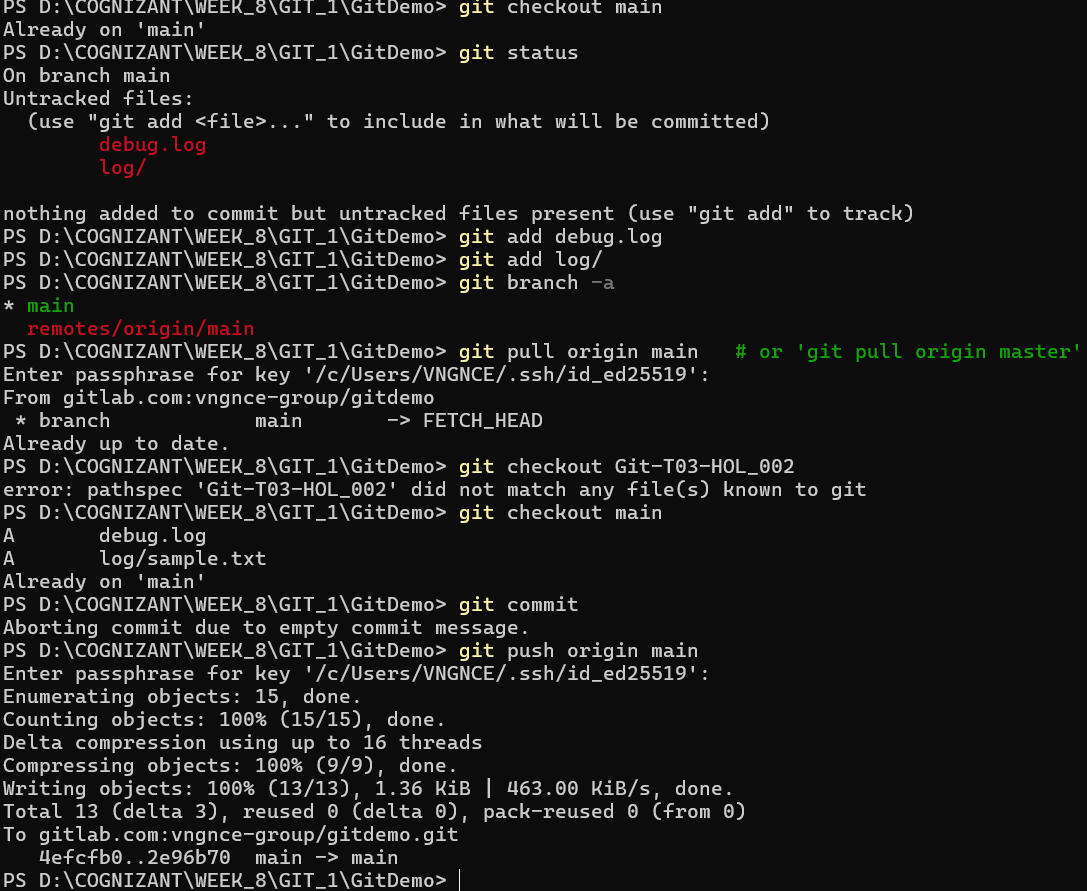 PS D:\COGNIZANT\WEEK_8\GIT_1\GitDemo> git checkout main
Already on 'main'
PS D:\COGNIZANT\WEEK_8\GIT_1\GitDemo> git status
On branch main
Untracked files:
  (use "git add <file>..." to include in what will be committed)
        debug.log
        log/

nothing added to commit but untracked files present (use "git add" to track)
PS D:\COGNIZANT\WEEK_8\GIT_1\GitDemo> git add debug.log
PS D:\COGNIZANT\WEEK_8\GIT_1\GitDemo> git add log/
PS D:\COGNIZANT\WEEK_8\GIT_1\GitDemo> git branch -a
* main
  remotes/origin/main
PS D:\COGNIZANT\WEEK_8\GIT_1\GitDemo> git pull origin main   # or 'git pull origin master'
Enter passphrase for key '/c/Users/VNGNCE/.ssh/id_ed25519':
From gitlab.com:vngnce-group/gitdemo
 * branch            main       -> FETCH_HEAD
Already up to date.
PS D:\COGNIZANT\WEEK_8\GIT_1\GitDemo> git checkout Git-T03-HOL_002
error: pathspec 'Git-T03-HOL_002' did not match any file(s) known to git
PS D:\COGNIZANT\WEEK_8\GIT_1\GitDemo> git checkout main
A       debug.log
A       log/sample.txt
Already on 'main'
PS D:\COGNIZANT\WEEK_8\GIT_1\GitDemo> git commit
Aborting commit due to empty commit message.
PS D:\COGNIZANT\WEEK_8\GIT_1\GitDemo> git push origin main
Enter passphrase for key '/c/Users/VNGNCE/.ssh/id_ed25519':
Enumerating objects: 15, done.
Counting objects: 100% (15/15), done.
Delta compression using up to 16 threads
Compressing objects: 100% (9/9), done.
Writing objects: 100% (13/13), 1.36 KiB | 463.00 KiB/s, done.
Total 13 (delta 3), reused 0 (delta 0), pack-reused 0 (from 0)
To gitlab.com:vngnce-group/gitdemo.git
   4efcfb0..2e96b70  main -> main
PS D:\COGNIZANT\WEEK_8\GIT_1\GitDemo>